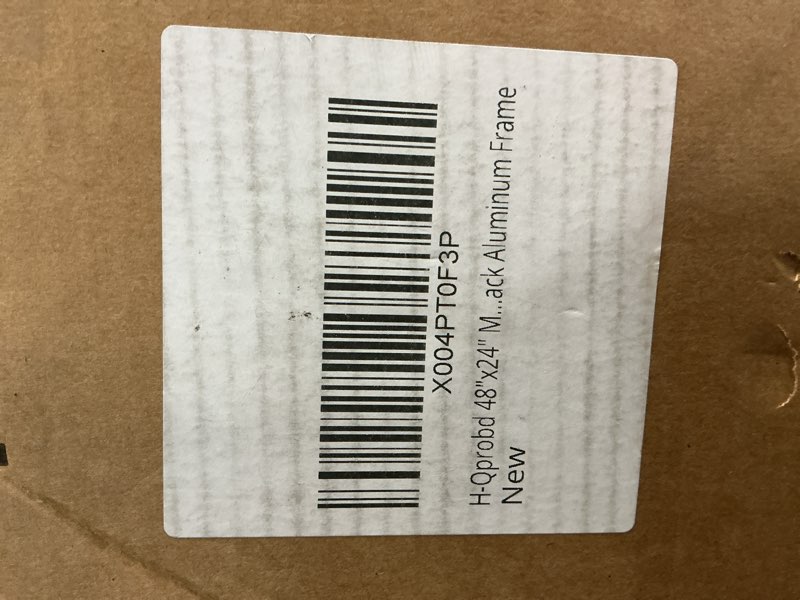 X004PT0F3P
H-Qprobd 48"x24" M...ack Aluminum Frame
New